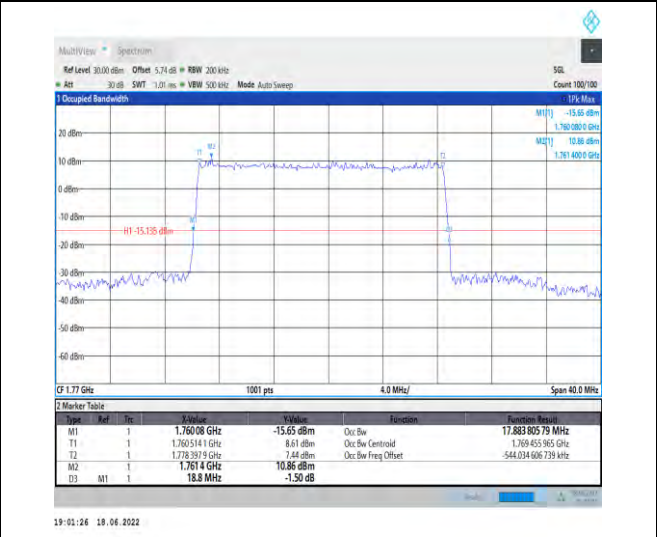 MultiView Spectrum
Ref Level 30.00 dBm Offset 5.74 dB RBW 200 kHz SGL
Att 30 dB SWT 1.01 ms VBW 500 kHz Mode Auto Sweep Count 100/100
1 Occupied Bandwidth 1Pk Max
M1[1] -15.65 dBm
1.760 080 0 GHz
M2[1] 10.86 dBm
1.761 400 0 GHz
20 dBm
T1 M2 T2
10 dBm
0 dBm
-10 dBm
H1 -15.135 dBm
-20 dBm
-30 dBm
-40 dBm
-50 dBm
-60 dBm
CF 1.77 GHz 1001 pts 4.0 MHz/ Span 40.0 MHz
2 Marker Table
Type Ref Trc X-Value Y-Value Function Function Result
M1 1 1.76008 GHz -15.65 dBm Occ Bw 17.883 805 79 MHz
T1 1 1.760 514 1 GHz 8.61 dBm Occ Bw Centroid 1.769 455 965 GHz
T2 1 1.778 397 9 GHz 7.44 dBm Occ Bw Freq Offset -544.034 606 739 kHz
M2 1 1.7614 GHz 10.86 dBm
D3 M1 1 18.8 MHz -1.50 dB
19:01:26 18.06.2022